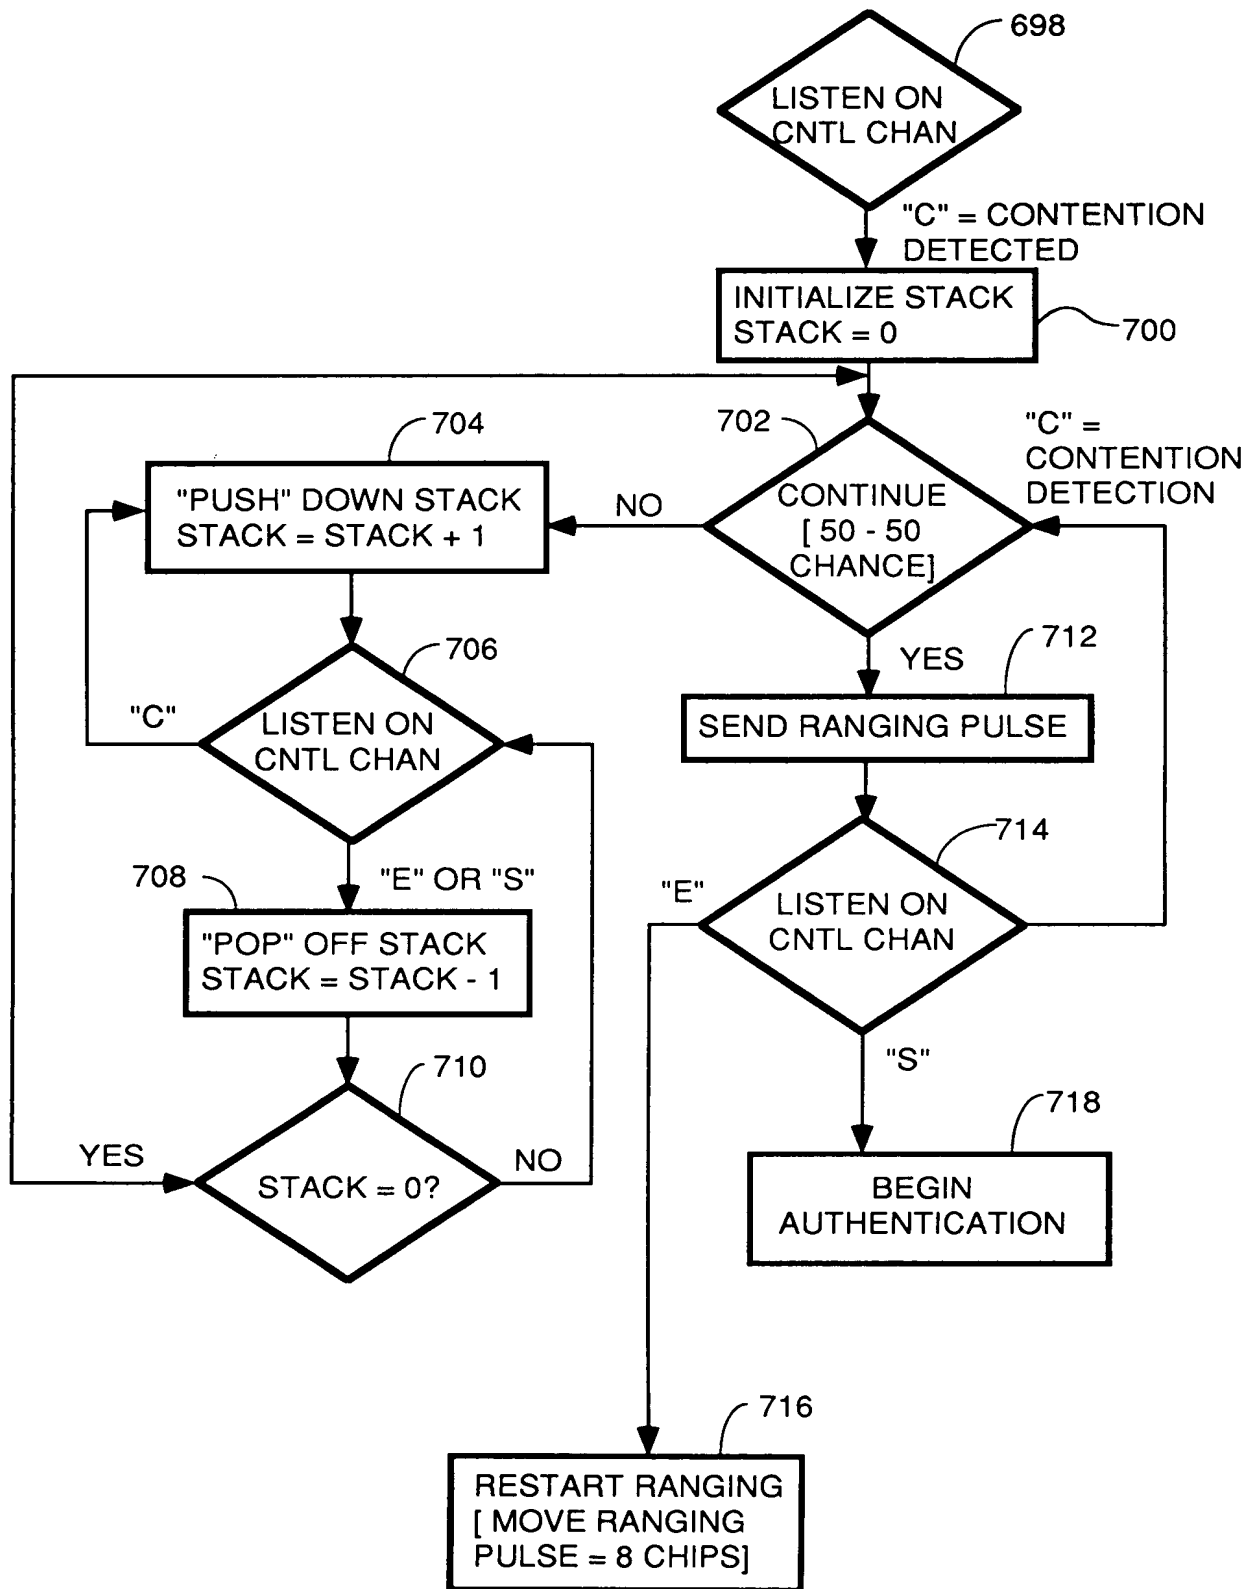 698
LISTEN ON
CNTL CHAN
"C" = CONTENTION
DETECTED
INITIALIZE STACK
STACK = 0
700
704
702
"C" =
CONTENTION
DETECTION
"PUSH" DOWN STACK
STACK = STACK + 1
NO
CONTINUE
[ 50 - 50
CHANCE]
706
YES
712
"C"
LISTEN ON
CNTL CHAN
SEND RANGING PULSE
708
"E" OR "S"
714
"E"
LISTEN ON
CNTL CHAN
"POP" OFF STACK
STACK = STACK - 1
"S"
710
718
YES
STACK = 0?
NO
BEGIN
AUTHENTICATION
716
RESTART RANGING
[ MOVE RANGING
PULSE = 8 CHIPS]